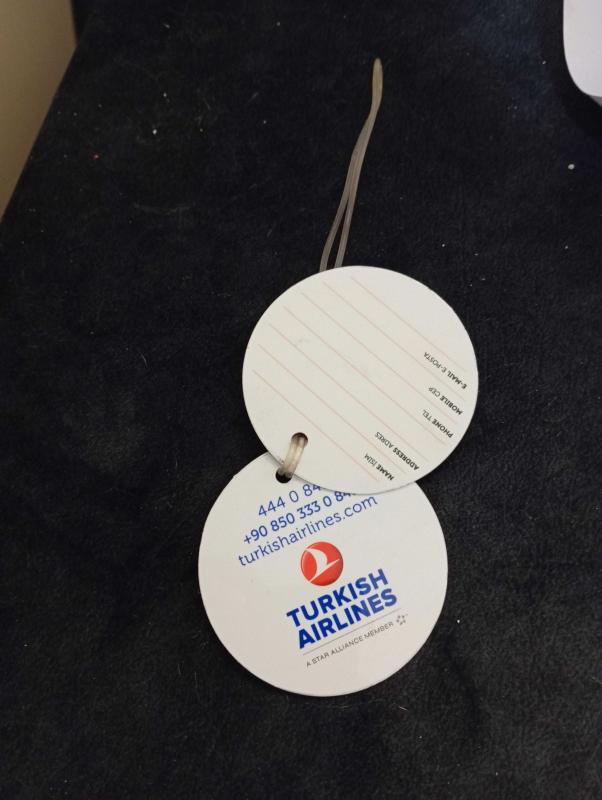 E-MAIL E-POSTA
MOBILE CEP
PHONE TEL
ADDRESS ADRES
NAME İSİM
444 0 84
+90 850 333 0 84
turkishairlines.com
TURKISH
AIRLINES
A STAR ALLIANCE MEMBER